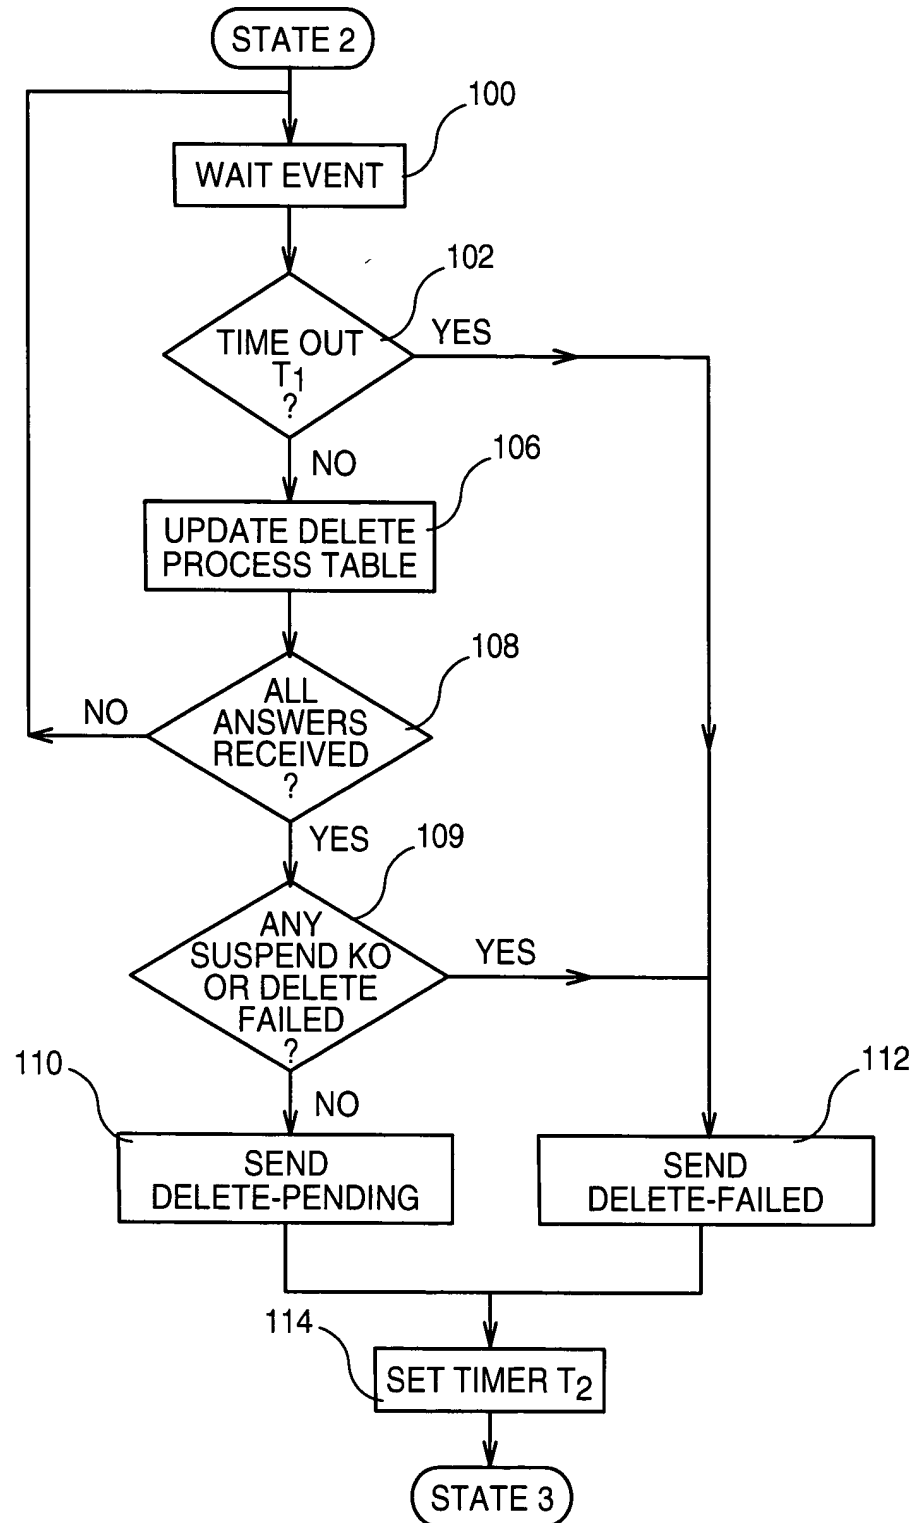 STATE 2
100
WAIT EVENT
102
TIME OUT
T1
?
YES
NO
106
UPDATE DELETE
PROCESS TABLE
108
ALL
ANSWERS
RECEIVED
?
NO
YES
109
ANY
SUSPEND KO
OR DELETE
FAILED
?
YES
NO
110
SEND
DELETE-PENDING
112
SEND
DELETE-FAILED
114
SET TIMER T2
STATE 3